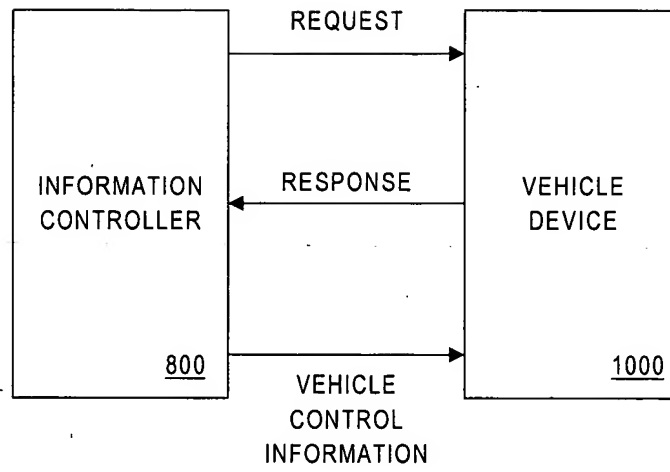 REQUEST
INFORMATION
CONTROLLER
RESPONSE
VEHICLE
DEVICE
800
1000
VEHICLE
CONTROL
INFORMATION